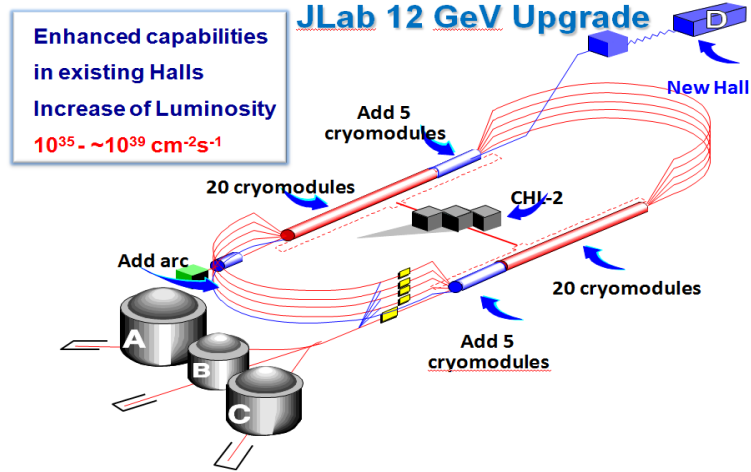 JLab 12 GeV Upgrade
Enhanced capabilities
in existing Halls
Increase of Luminosity
10³⁵ - ~10³⁹ cm⁻²s⁻¹
D
New Hall
Add 5
cryomodules
20 cryomodules
CHL-2
Add arc
20 cryomodules
Add 5
cryomodules
A
B
C